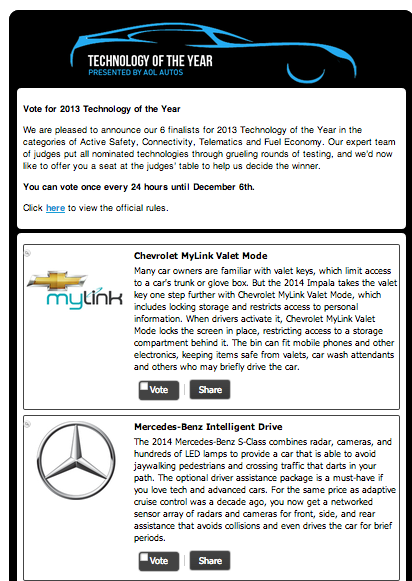 TECHNOLOGY OF THE YEAR
PRESENTED BY AOL AUTOS
Vote for 2013 Technology of the Year
We are pleased to announce our 6 finalists for 2013 Technology of the Year in the
categories of Active Safety, Connectivity, Telematics and Fuel Economy. Our expert team
of judges put all nominated technologies through grueling rounds of testing, and we'd now
like to offer you a seat at the judges' table to help us decide the winner.
You can vote once every 24 hours until December 6th.
Click here to view the official rules.
mylink
Chevrolet MyLink Valet Mode
Many car owners are familiar with valet keys, which limit access
to a car's trunk or glove box. But the 2014 Impala takes the valet
key one step further with Chevrolet MyLink Valet Mode, which
includes locking storage and restricts access to personal
information. When drivers activate it, Chevrolet MyLink Valet
Mode locks the screen in place, restricting access to a storage
compartment behind it. The bin can fit mobile phones and other
electronics, keeping items safe from valets, car wash attendants
and others who may briefly drive the car.
Vote Share
Mercedes-Benz Intelligent Drive
The 2014 Mercedes-Benz S-Class combines radar, cameras, and
hundreds of LED lamps to provide a car that is able to avoid
jaywalking pedestrians and crossing traffic that darts in your
path. The optional driver assistance package is a must-have if
you love tech and advanced cars. For the same price as adaptive
cruise control was a decade ago, you now get a networked
sensor array of radars and cameras for front, side, and rear
assistance that avoids collisions and even drives the car for brief
periods.
Vote Share